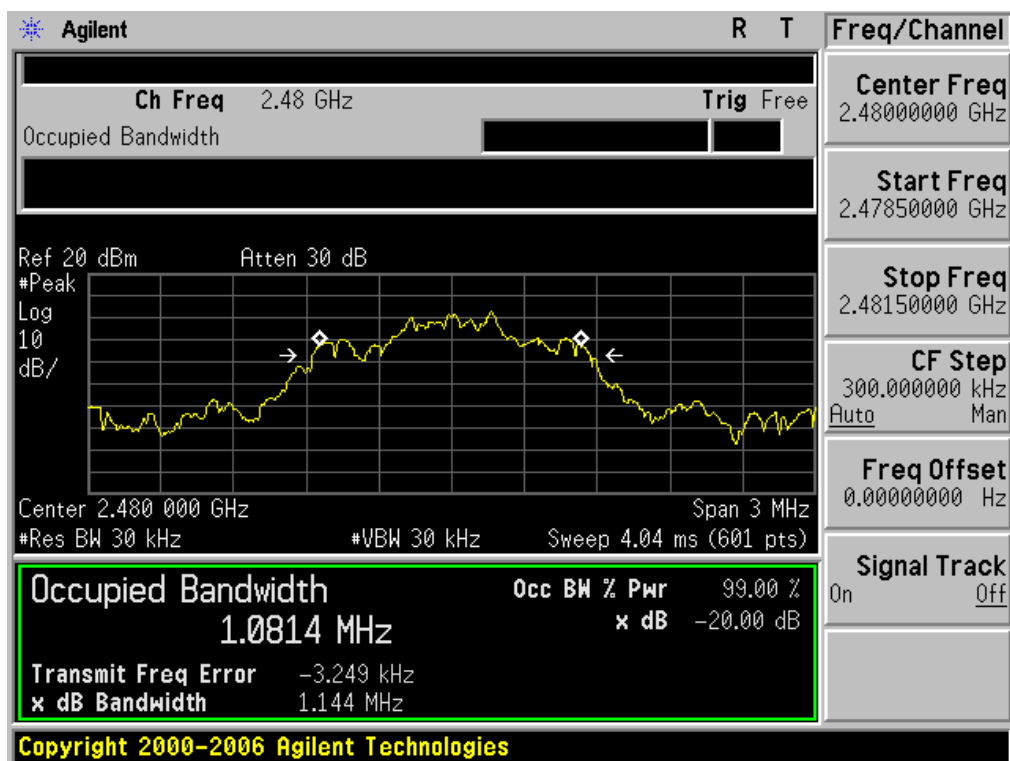 Agilent R T
Freq/Channel
Ch Freq 2.48 GHz Trig Free
Occupied Bandwidth
Center Freq
2.48000000 GHz
Start Freq
2.47850000 GHz
Stop Freq
2.48150000 GHz
CF Step
300.000000 kHz
Auto Man
Freq Offset
0.00000000 Hz
Signal Track
On Off
Ref 20 dBm Atten 30 dB
#Peak
Log
10
dB/
Center 2.480 000 GHz Span 3 MHz
#Res BW 30 kHz #VBW 30 kHz Sweep 4.04 ms (601 pts)
Occupied Bandwidth
1.0814 MHz
Occ BW % Pwr 99.00 %
x dB -20.00 dB
Transmit Freq Error -3.249 kHz
x dB Bandwidth 1.144 MHz
Copyright 2000-2006 Agilent Technologies